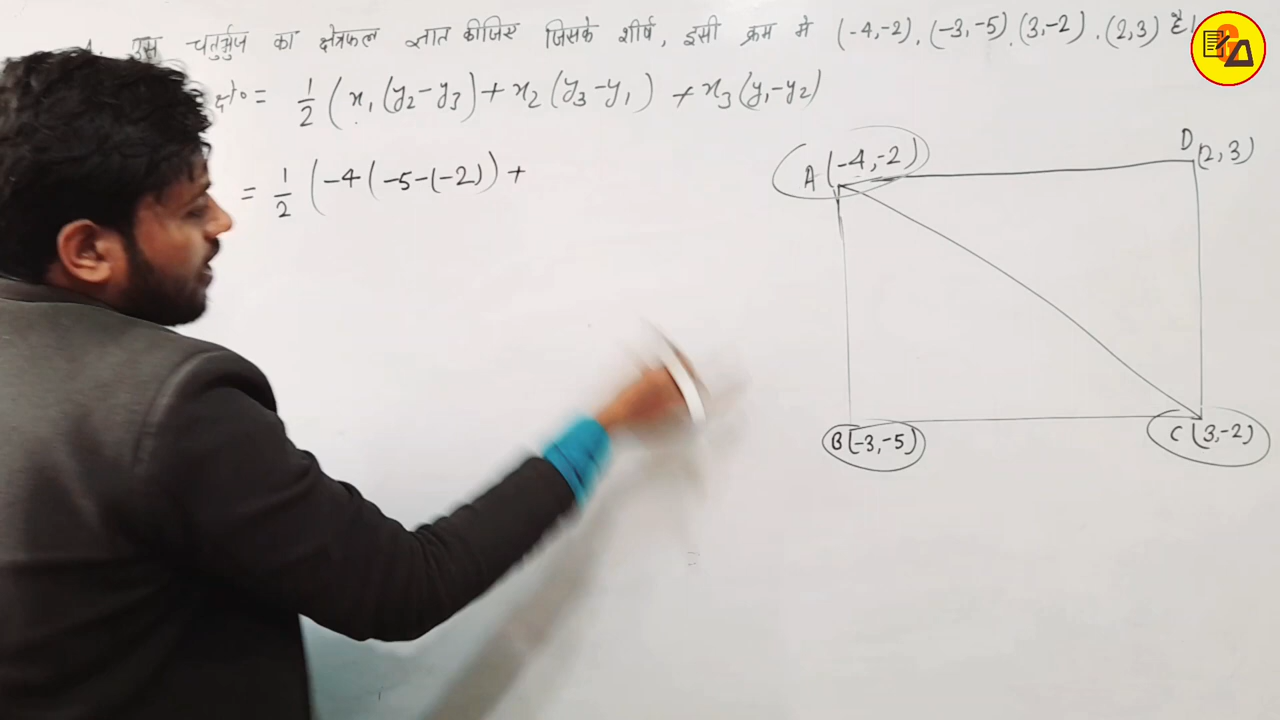 उस चतुर्भुज का क्षेत्रफल ज्ञात कीजिए जिसके शीर्ष, इसी क्रम में (-4,-2), (-3,-5), (3,-2), (2,3) है।
क्षे० = 1/2 (x₁(y₂-y₃)+x₂(y₃-y₁) +x₃(y₁-y₂)
= 1/2 (-4(-5-(-2))+
A (-4,-2)
D (2,3)
B (-3,-5)
C (3,-2)